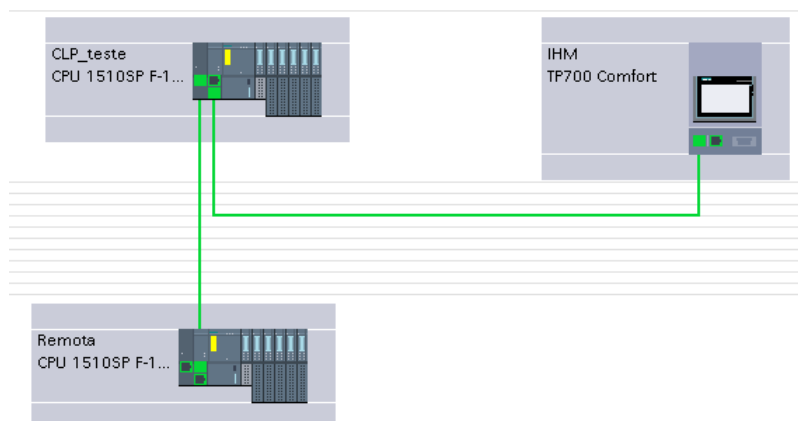 CLP_teste
CPU 1510SP F-1...
IHM
TP700 Comfort
Remota
CPU 1510SP F-1...